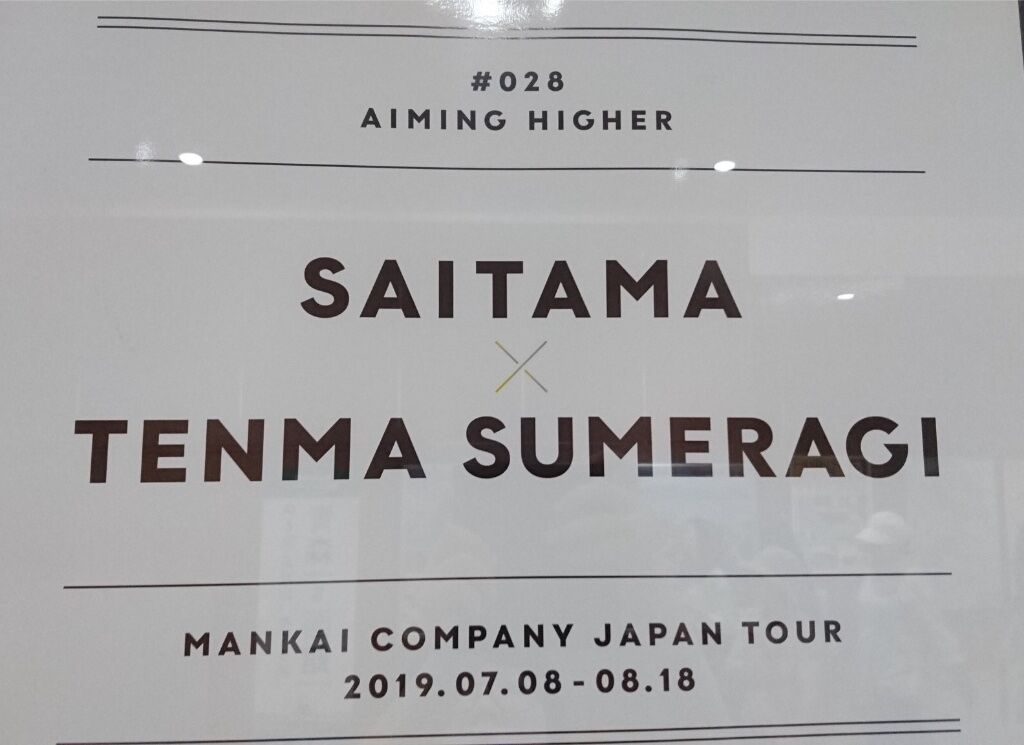 #028
AIMING HIGHER
SAITAMA
×
TENMA SUMERAGI
MANKAI COMPANY JAPAN TOUR
2019.07.08-08.18